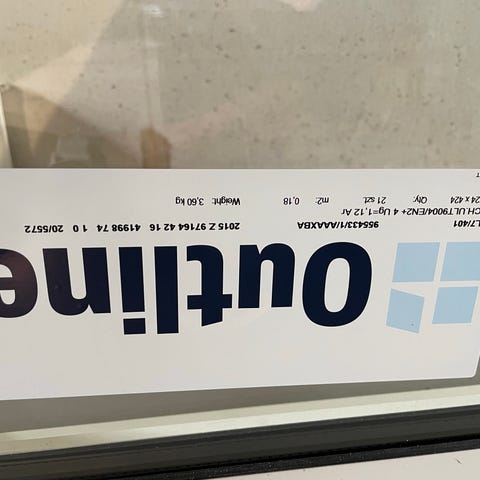 Outline
L7/401 955433/1/AAAXBA 2015 Z 97164 42 16 41998 74 1 0 20/5572
CH.ULT9004/EN2+ 4 Ug=1,12 Ar
24 x 424 Qty: 21 szt. m2: 0,18 Weight: 3,60 kg